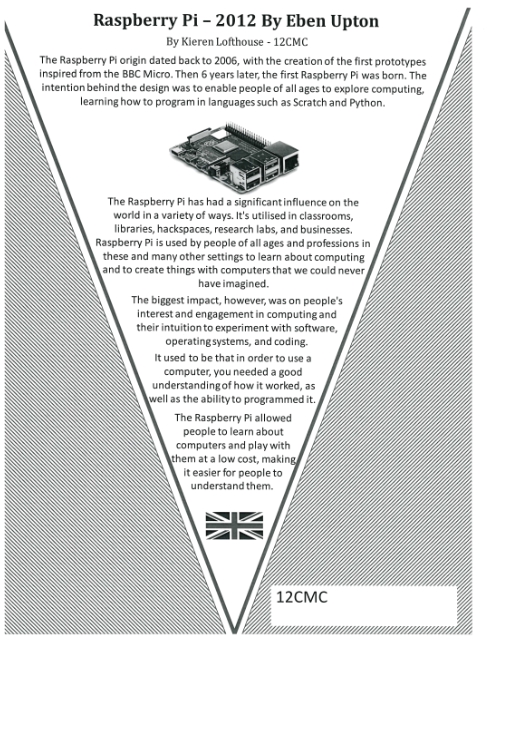 Raspberry Pi – 2012 By Eben Upton
By Kieren Lofthouse - 12CMC
The Raspberry Pi origin dated back to 2006, with the creation of the first prototypes
inspired from the BBC Micro. Then 6 years later, the first Raspberry Pi was born. The
intention behind the design was to enable people of all ages to explore computing,
learning how to program in languages such as Scratch and Python.
The Raspberry Pi has had a significant influence on the
world in a variety of ways. It's utilised in classrooms,
libraries, hackspaces, research labs, and businesses.
Raspberry Pi is used by people of all ages and professions in
these and many other settings to learn about computing
and to create things with computers that we could never
have imagined.
The biggest impact, however, was on people's
interest and engagement in computing and
their intuition to experiment with software,
operating systems, and coding.
It used to be that in order to use a
computer, you needed a good
understanding of how it worked, as
well as the ability to programmed it.
The Raspberry Pi allowed
people to learn about
computers and play with
them at a low cost, making
it easier for people to
understand them.
12CMC